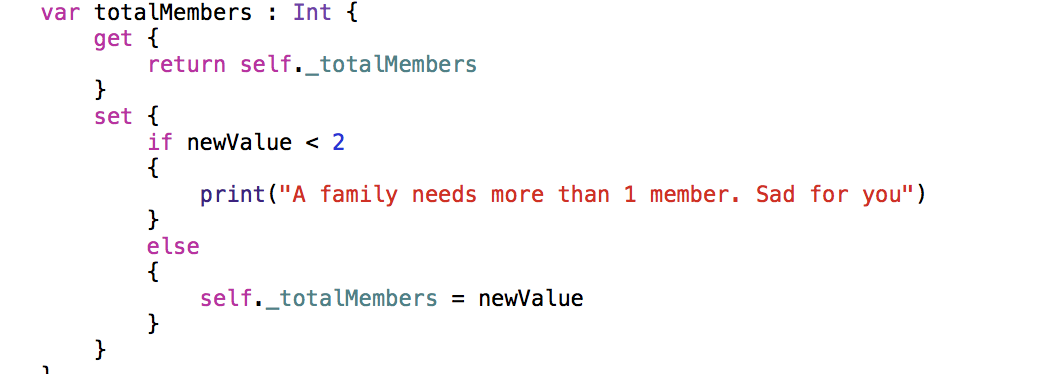 var totalMembers : Int {
get {
return self._totalMembers
}
set {
if newValue < 2
{
print("A family needs more than 1 member. Sad for you")
}
else
{
self._totalMembers = newValue
}
}
}